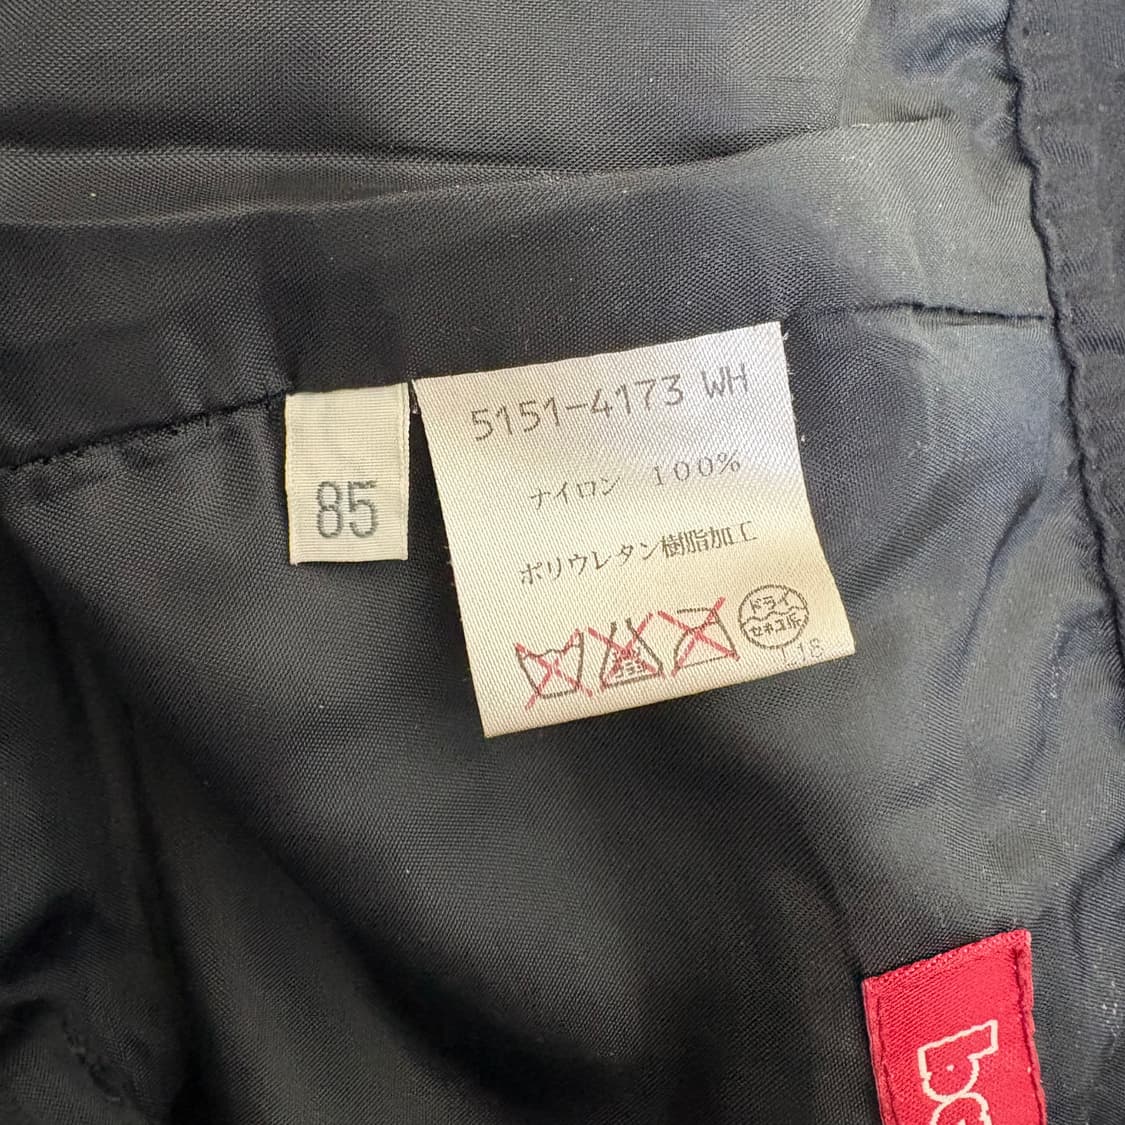 85
5151-4173 WH
ナイロン 100%
ポリウレタン樹脂加工
ドライ
セキユ系
L18